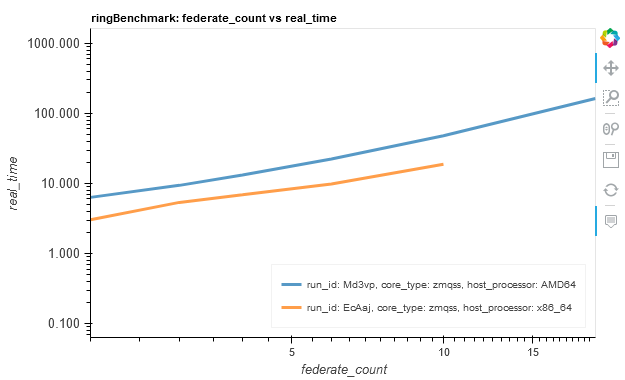 ringBenchmark: federate_count vs real_time
1000.000
100.000
10.000
1.000
0.100
real_time
run_id: Md3vp, core_type: zmqss, host_processor: AMD64
run_id: EcAaj, core_type: zmqss, host_processor: x86_64
5
10
15
federate_count